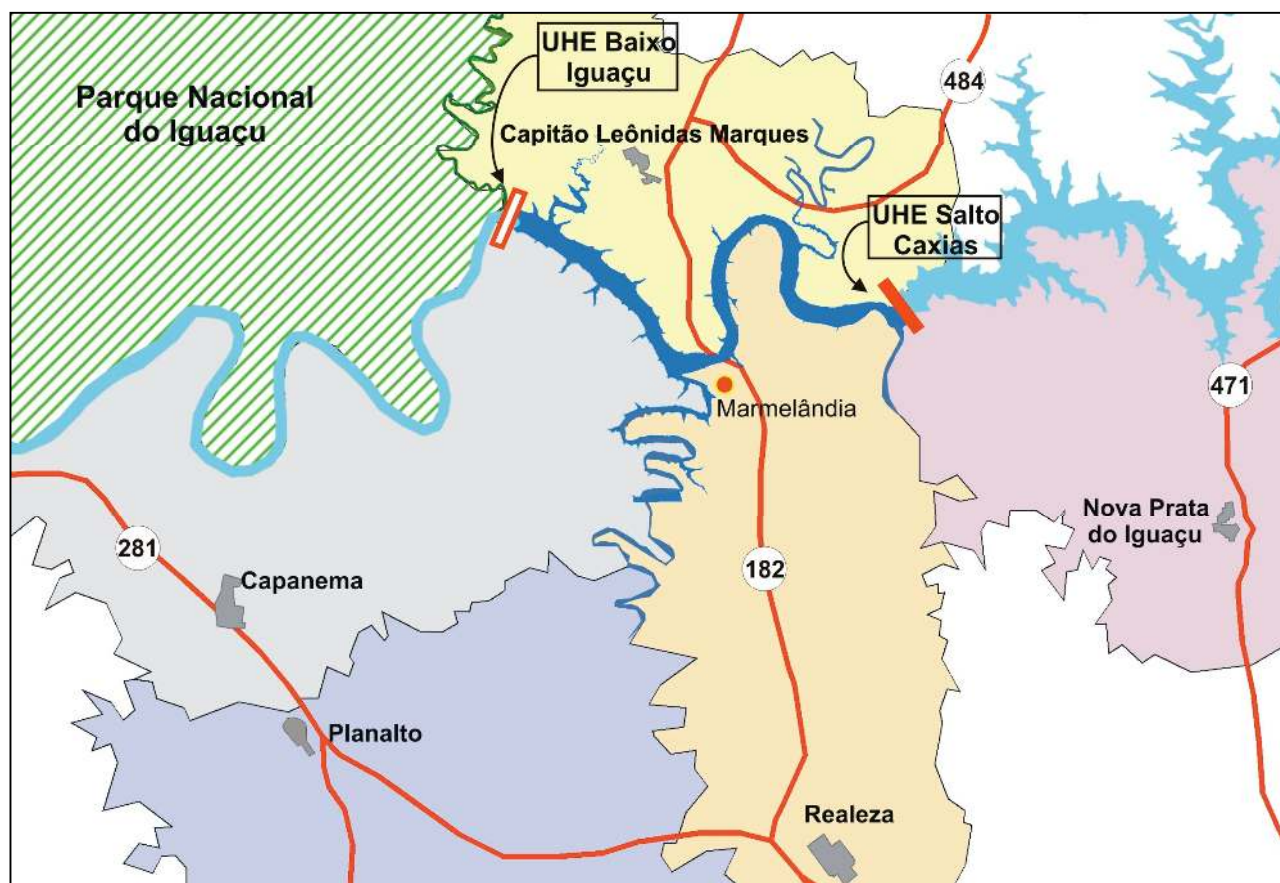 UHE Baixo
Iguaçu
484
Parque Nacional
do Iguaçu
Capitão Leônidas Marques
UHE Salto
Caxias
471
Marmelândia
Nova Prata
do Iguaçu
281
182
Capanema
Planalto
Realeza